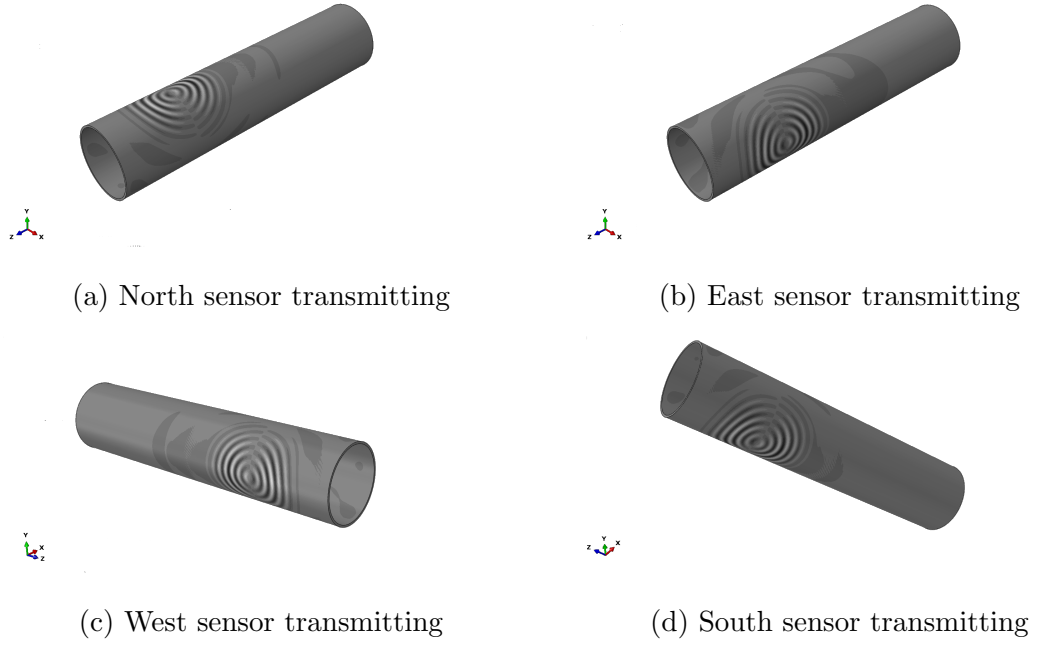 Y
Z
X
Y
Z
X
(a) North sensor transmitting
(b) East sensor transmitting
Y
X
Z
Y
X
Z
(c) West sensor transmitting
(d) South sensor transmitting